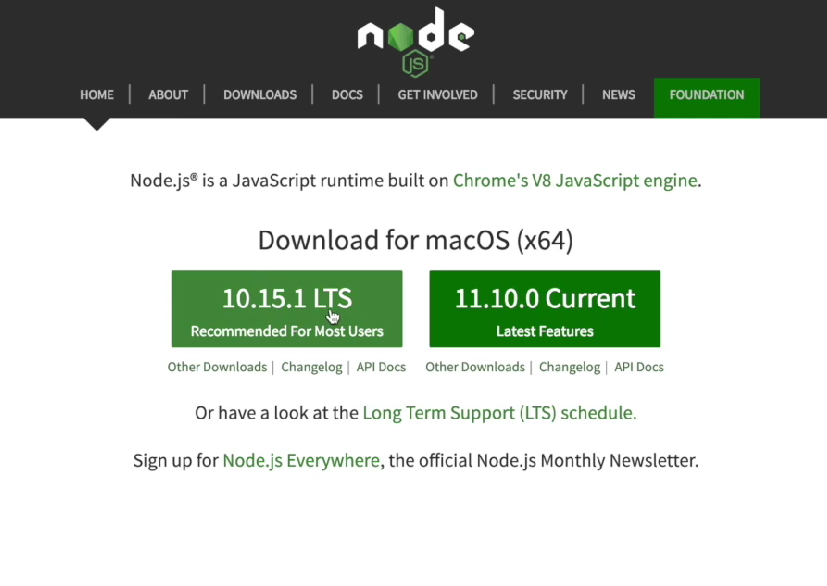 node
JS
HOME | ABOUT | DOWNLOADS | DOCS | GET INVOLVED | SECURITY | NEWS FOUNDATION
Node.js® is a JavaScript runtime built on Chrome's V8 JavaScript engine.
Download for macOS (x64)
10.15.1 LTS
Recommended For Most Users
11.10.0 Current
Latest Features
Other Downloads | Changelog | API Docs
Other Downloads | Changelog | API Docs
Or have a look at the Long Term Support (LTS) schedule.
Sign up for Node.js Everywhere, the official Node.js Monthly Newsletter.